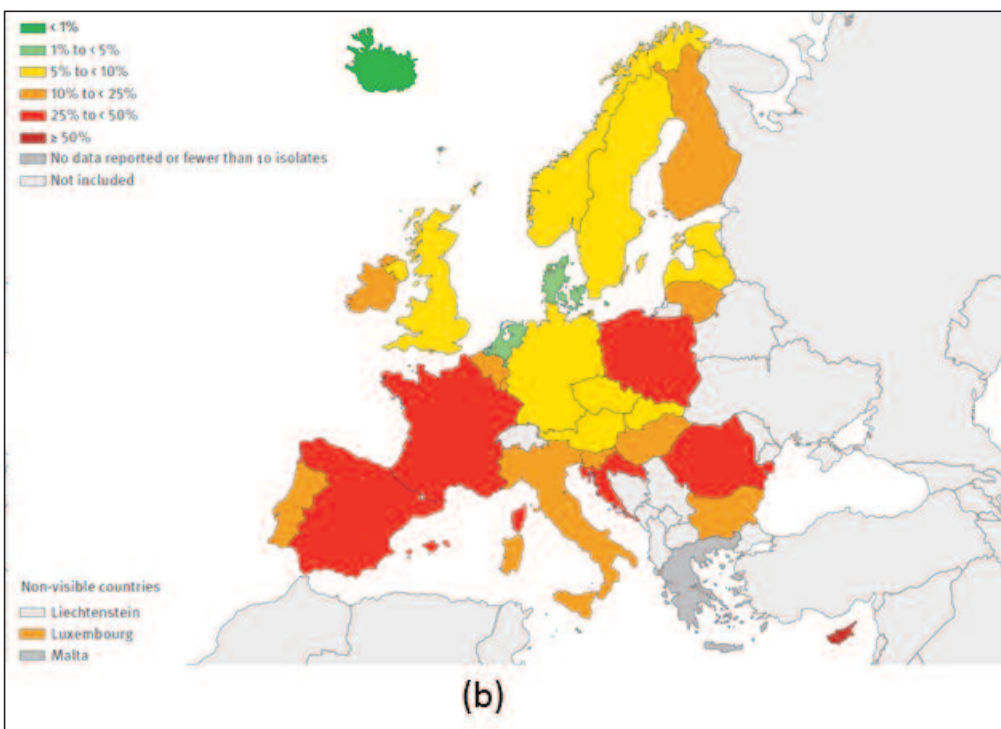 < 1%
1% to < 5%
5% to < 10%
10% to < 25%
25% to < 50%
≥ 50%
No data reported or fewer than 10 isolates
Not included
Non-visible countries
Liechtenstein
Luxembourg
Malta
(b)